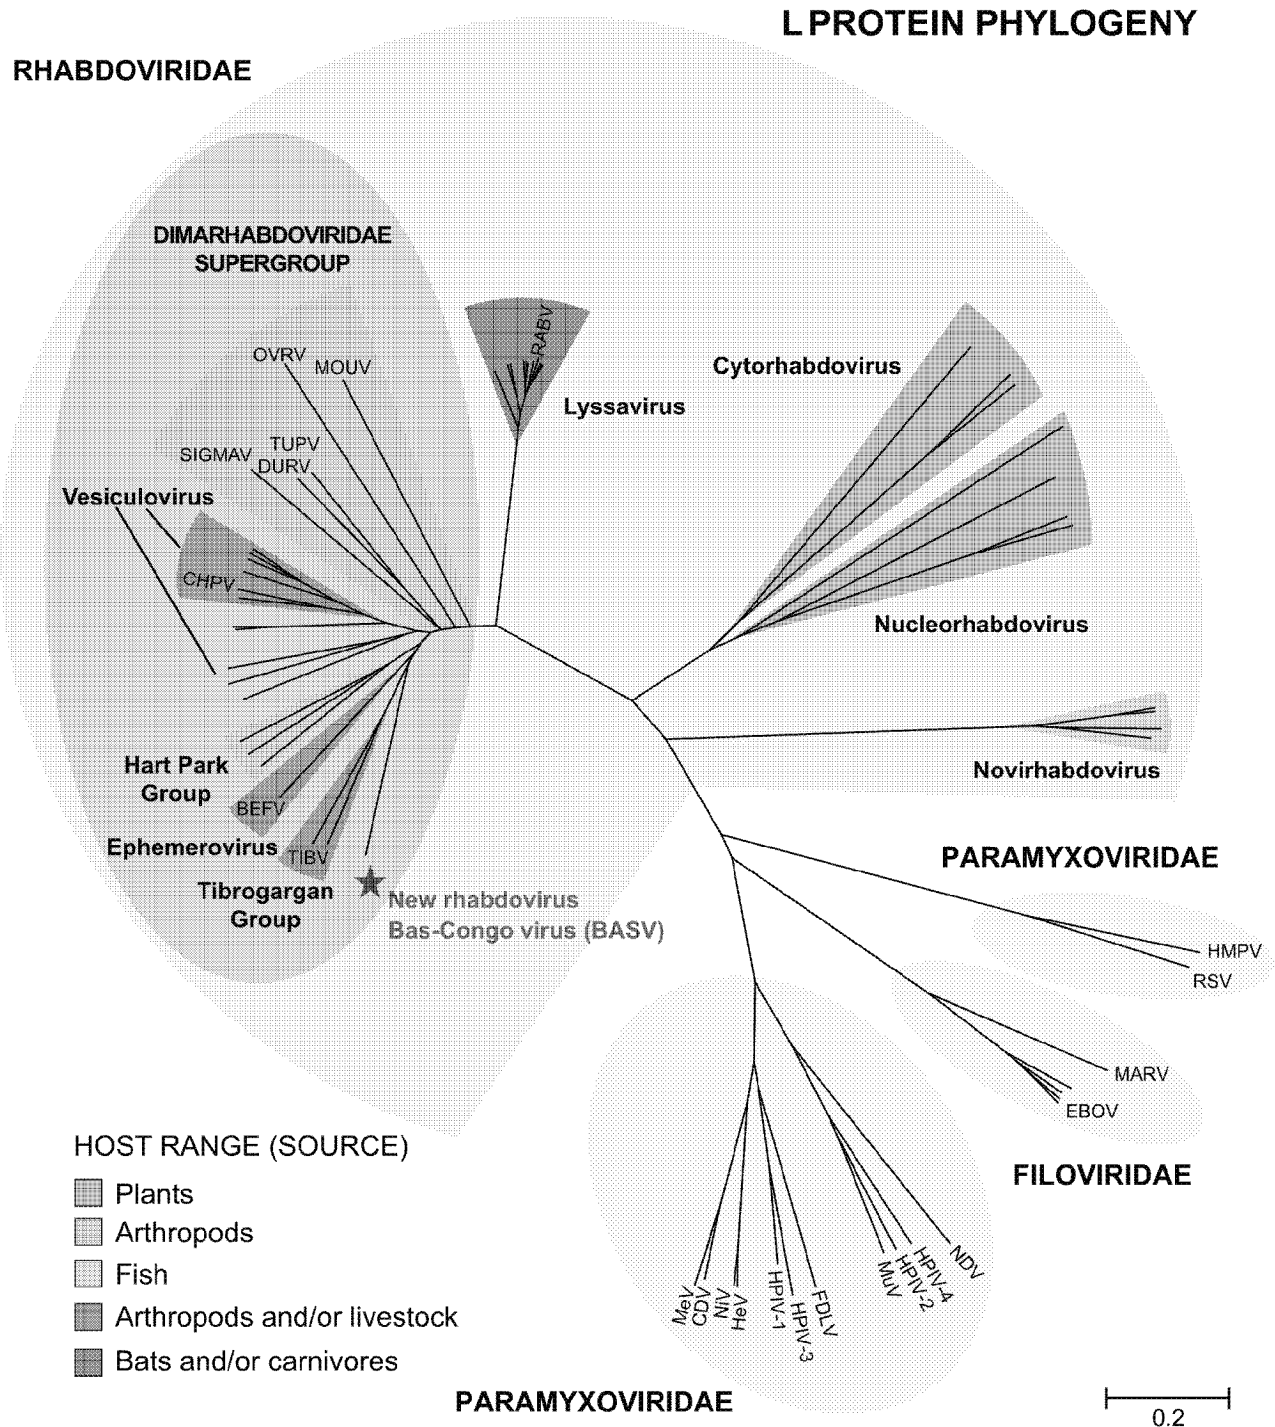 L PROTEIN PHYLOGENY
RHABDOVIRIDAE
DIMARHABDOVIRIDAE
SUPERGROUP
OVRV
MOUV
RABV
Cytorhabdovirus
Lyssavirus
TUPV
SIGMAV
DURV
Vesiculovirus
CHPV
Nucleorhabdovirus
Hart Park
Group
Novirhabdovirus
BEFV
Ephemerovirus
TIBV
Tibrogargan
Group
New rhabdovirus
Bas-Congo virus (BASV)
PARAMYXOVIRIDAE
HMPV
RSV
MARV
EBOV
FILOVIRIDAE
HOST RANGE (SOURCE)
Plants
Arthropods
Fish
Arthropods and/or livestock
Bats and/or carnivores
MeV
CDV
NiV
HeV
HPIV-1
HPIV-3
FDLV
MuV
HPIV-2
HPIV-4
NDV
PARAMYXOVIRIDAE
0.2